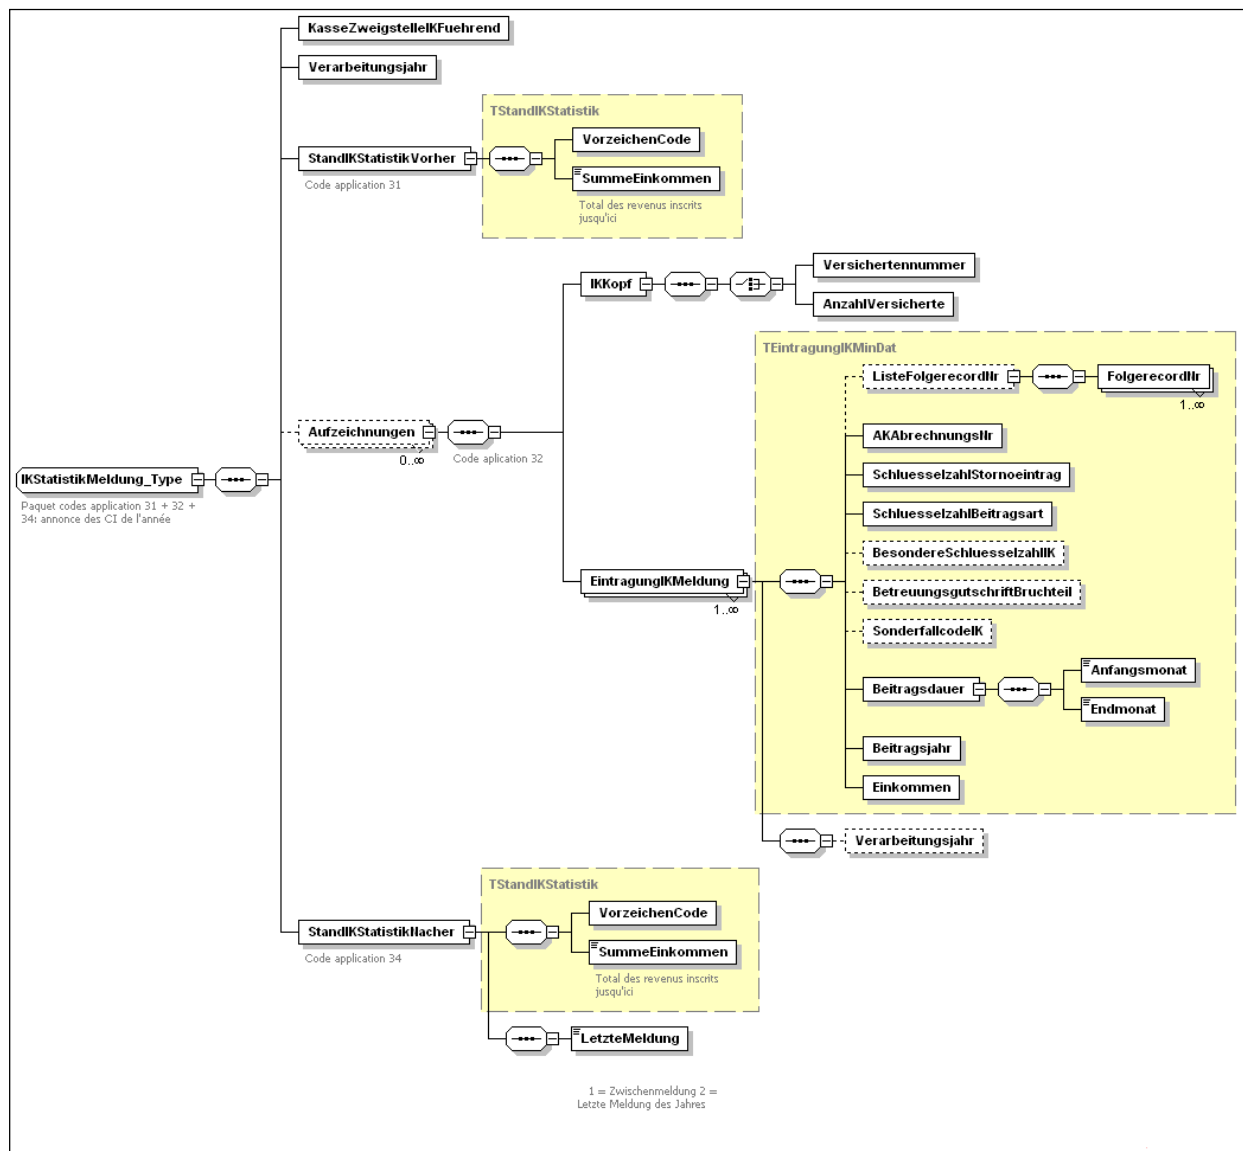 KasseZweigstelleIKFuehrend
Verarbeitungsjahr
TStandIKStatistik
VorzeichenCode
StandIKStatistikVorher
SummeEinkommen
Code application 31
Total des revenus inscrits
jusqu'ici
Versichertennummer
IKKopf
AnzahlVersicherte
TEintragungIKMinDat
ListeFolgerecordNr
FolgerecordNr
1..∞
Aufzeichnungen
0..∞
Code aplication 32
AKAbrechnungsNr
IKStatistikMeldung_Type
Paquet codes application 31 + 32 +
34: annonce des CI de l'année
SchluesselzahlStornoeintrag
SchluesselzahlBeitragsart
BesondereSchluesselzahlIK
EintragungIKMeldung
1..∞
BetreuungsgutschriftBruchteil
SonderfallcodeIK
Anfangsmonat
Beitragsdauer
Endmonat
Beitragsjahr
Einkommen
Verarbeitungsjahr
TStandIKStatistik
VorzeichenCode
StandIKStatistikNacher
SummeEinkommen
Code application 34
Total des revenus inscrits
jusqu'ici
LetzteMeldung
1 = Zwischenmeldung 2 =
Letzte Meldung des Jahres